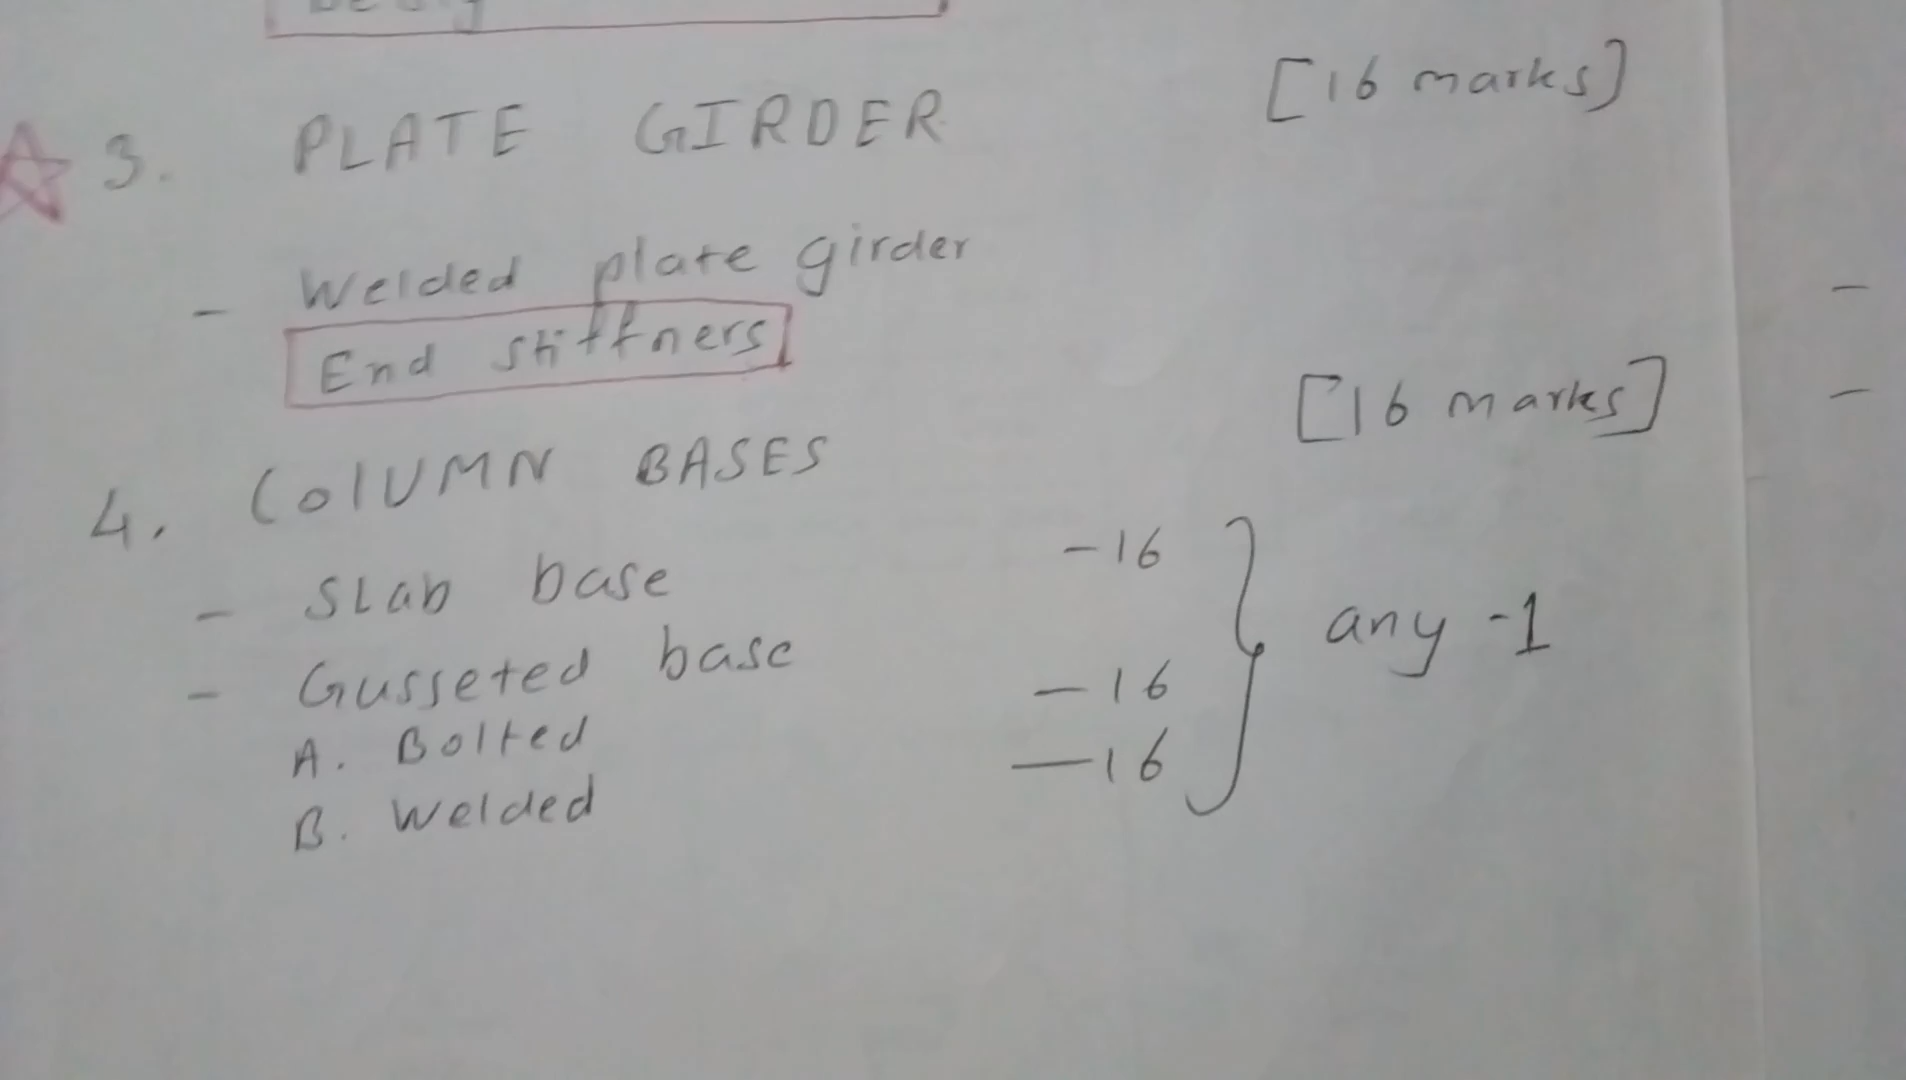 3. PLATE GIRDER [16 marks]
- Welded plate girder
End stiffners
[16 marks]
4. COlUMN BASES
- SLab base -16
- Gusseted base
A. Bolted -16
B. Welded -16
any -1